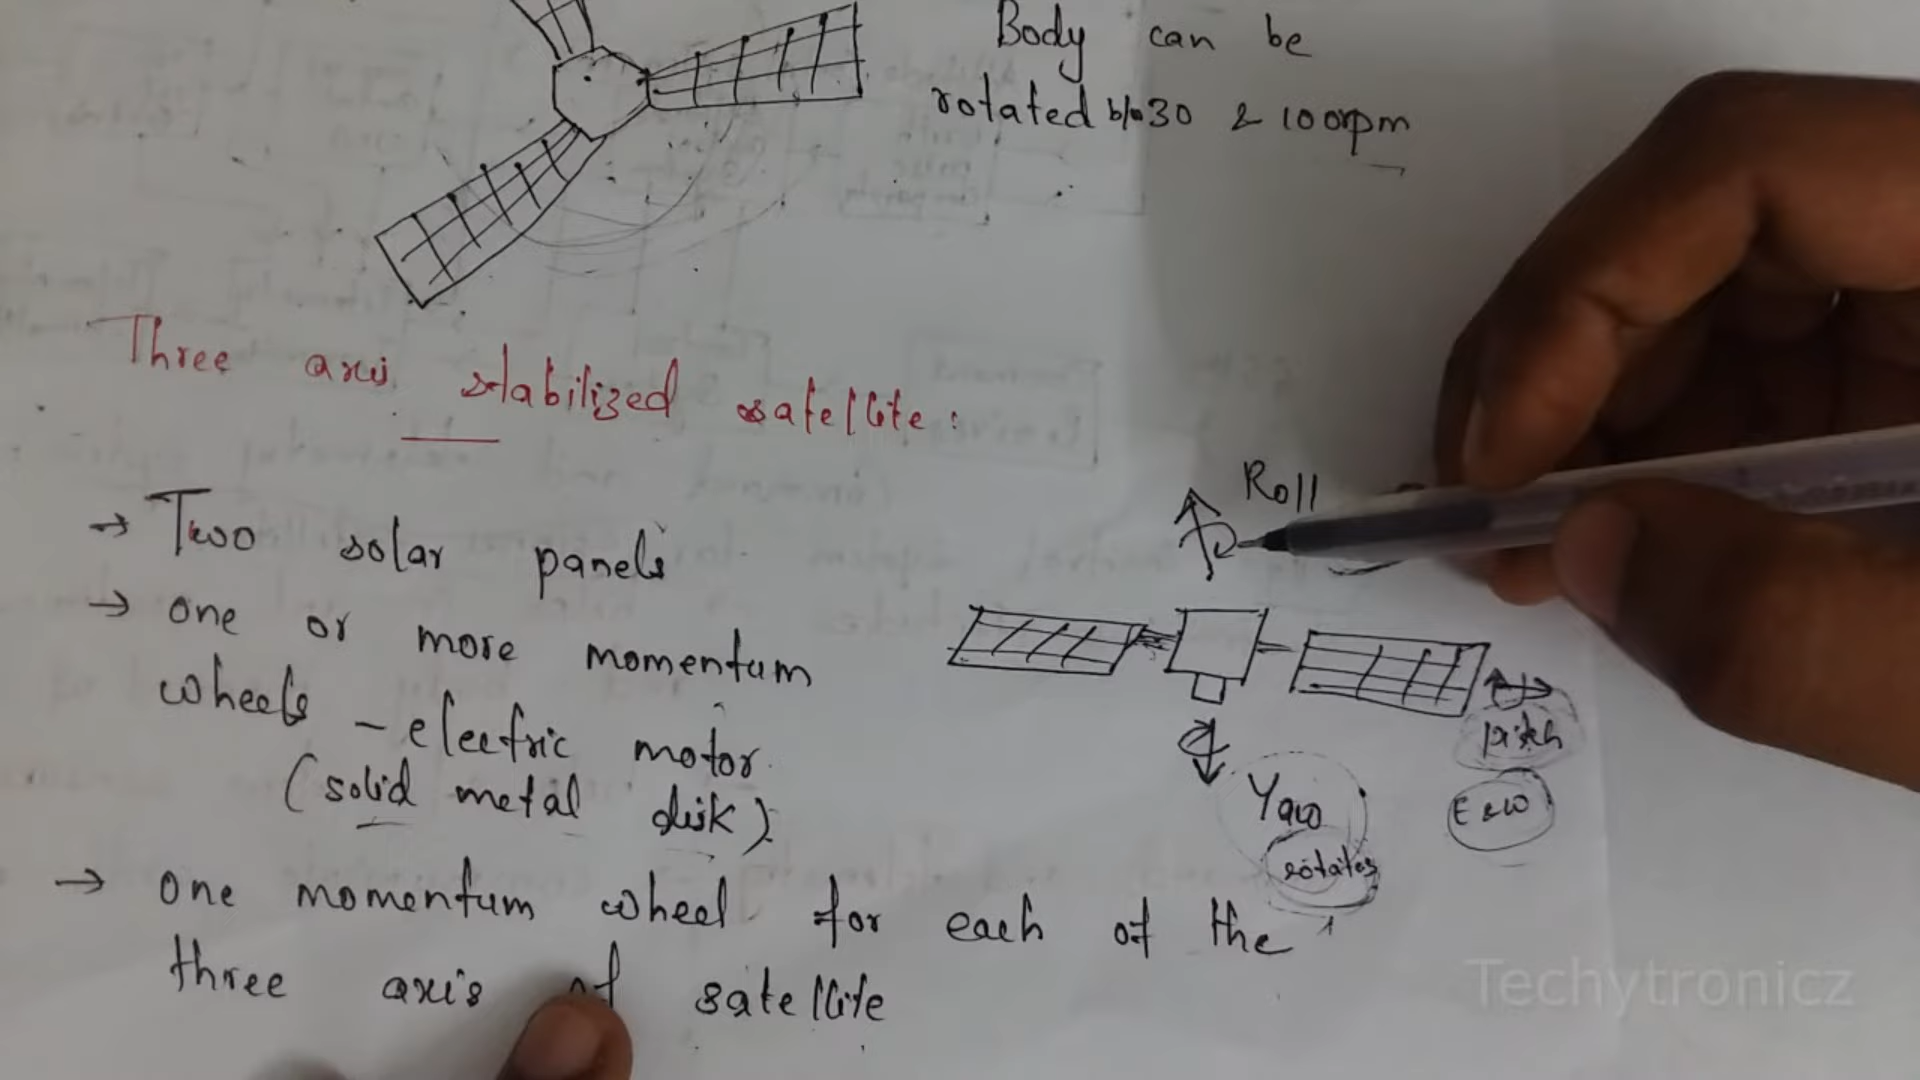 Body can be
rotated b/n 30 & 100rpm
Three axis stabilized satellite:
→ Two solar panels
→ one or more momentum
wheels - electric motor
(solid metal disk)
→ one momentum wheel for each of the
three axis of satellite
Roll
pitch
E & W
Yaw
rotates
Techytronicz